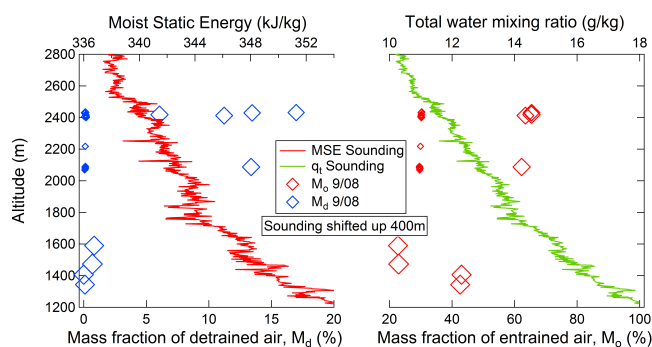 Moist Static Energy (kJ/kg)
Total water mixing ratio (g/kg)
336 340 344 348 352
10 12 14 16 18
Altitude (m)
2800
2600
2400
2200
2000
1800
1600
1400
1200
MSE Sounding
qt Sounding
Mo 9/08
Md 9/08
Sounding shifted up 400m
0 5 10 15 20
20 40 60 80 100
Mass fraction of detrained air, Md (%)
Mass fraction of entrained air, Mo (%)